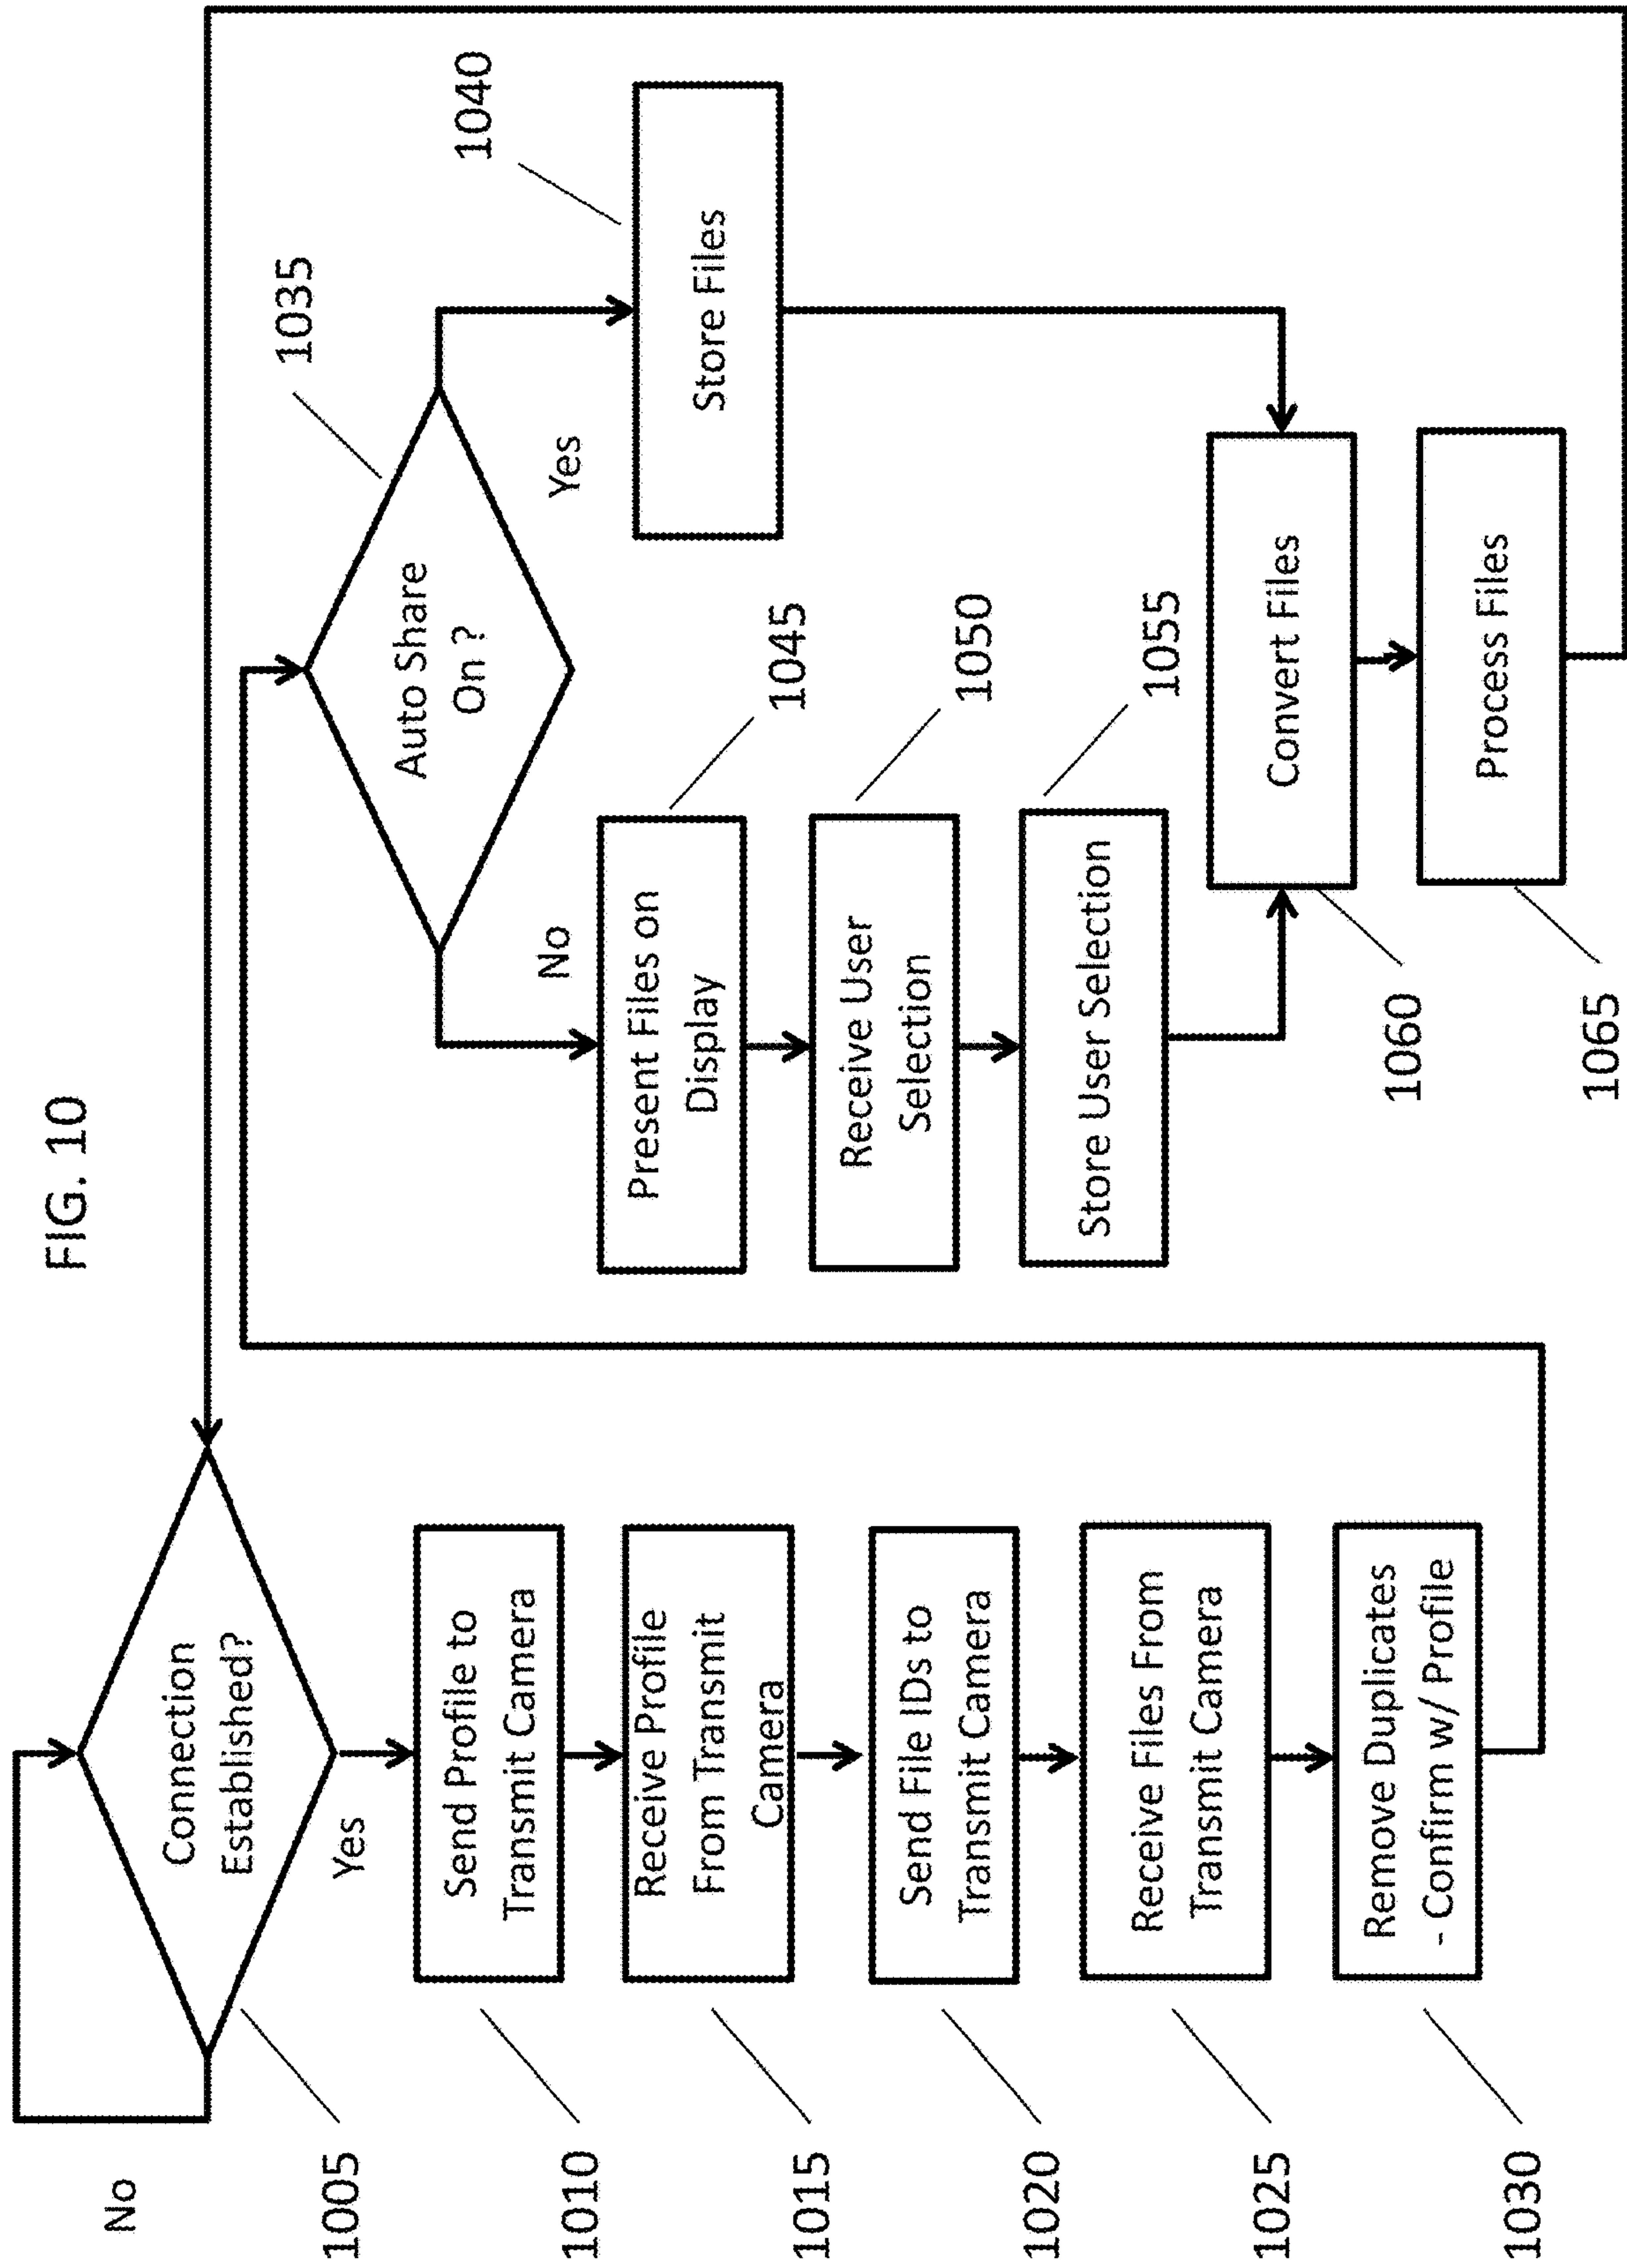 FIG. 10
No
Connection
Established?
Yes
1005
Send Profile to
Transmit Camera
1010
Receive Profile
From Transmit
Camera
1015
Send File IDs to
Transmit Camera
1020
Receive Files From
Transmit Camera
1025
Remove Duplicates
- Confirm w/ Profile
1030
Auto Share
On ?
1035
No
Yes
Store Files
1040
Present Files on
Display
1045
Receive User
Selection
1050
Store User Selection
1055
Convert Files
1060
Process Files
1065